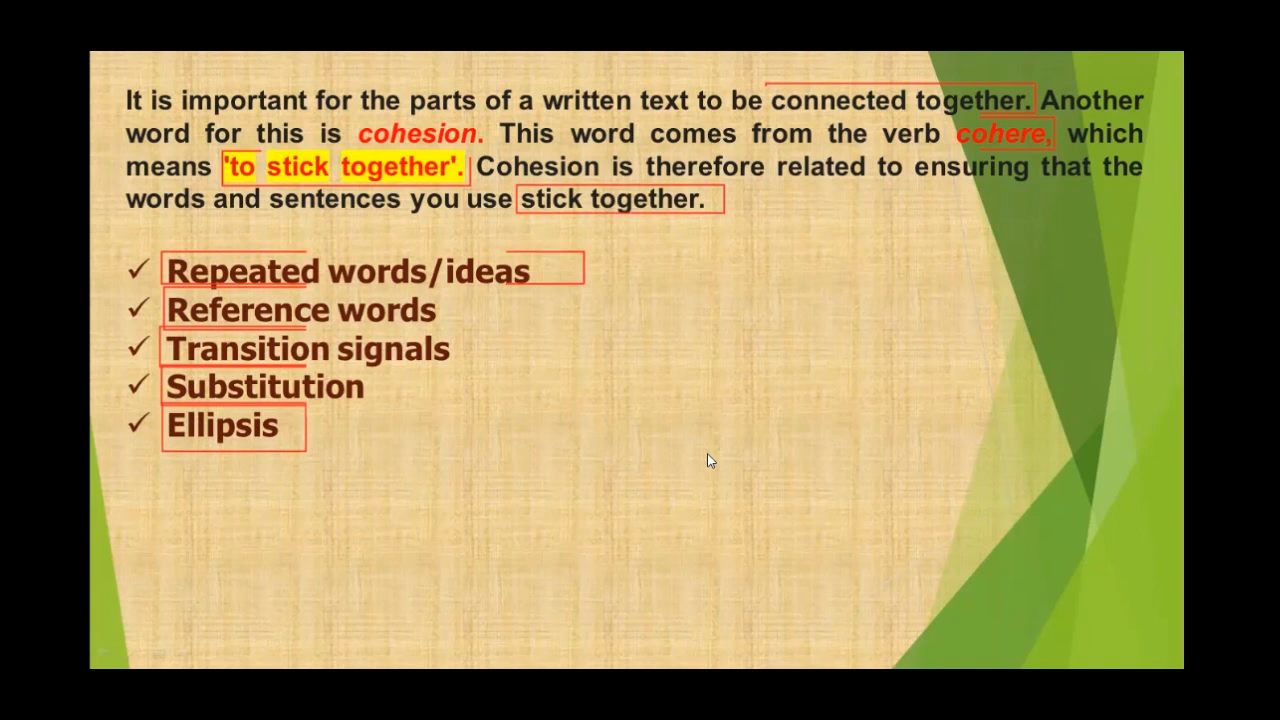 It is important for the parts of a written text to be connected together. Another
word for this is cohesion. This word comes from the verb cohere, which
means 'to stick together'. Cohesion is therefore related to ensuring that the
words and sentences you use stick together.
✓ Repeated words/ideas
✓ Reference words
✓ Transition signals
✓ Substitution
✓ Ellipsis